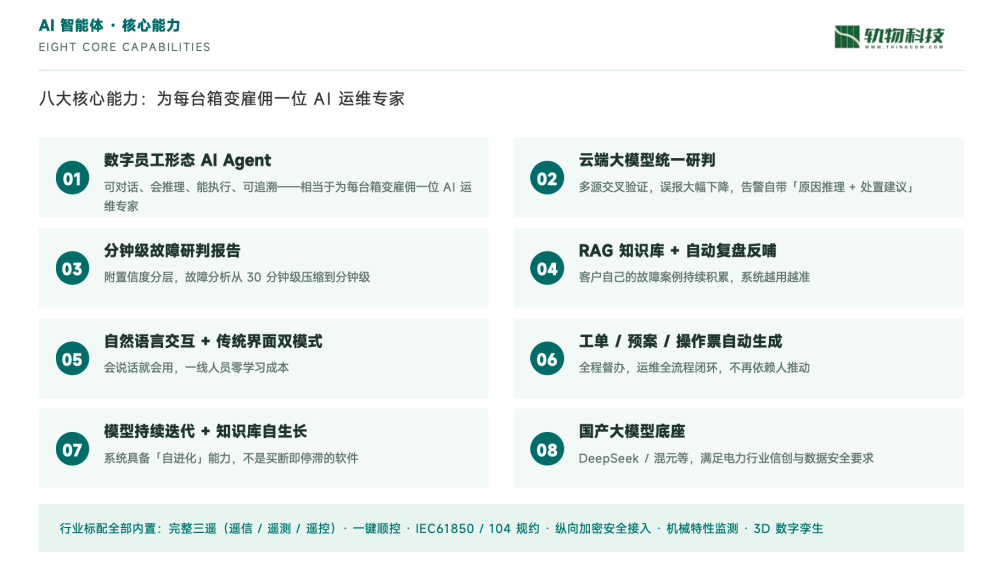 AI 智能体 · 核心能力
EIGHT CORE CAPABILITIES
轨物科技
WWW.THINGCOM.COM
八大核心能力：为每台箱变雇佣一位 AI 运维专家
01
数字员工形态 AI Agent
可对话、会推理、能执行、可追溯——相当于为每台箱变雇佣一位 AI 运
维专家
02
云端大模型统一研判
多源交叉验证，误报大幅下降，告警自带「原因推理 + 处置建议」
03
分钟级故障研判报告
附置信度分层，故障分析从 30 分钟级压缩到分钟级
04
RAG 知识库 + 自动复盘反哺
客户自己的故障案例持续积累，系统越用越准
05
自然语言交互 + 传统界面双模式
会说话就会用，一线人员零学习成本
06
工单 / 预案 / 操作票自动生成
全程督办，运维全流程闭环，不再依赖人推动
07
模型持续迭代 + 知识库自生长
系统具备「自进化」能力，不是买断即停滞的软件
08
国产大模型底座
DeepSeek / 混元等，满足电力行业信创与数据安全要求
行业标配全部内置：完整三遥（遥信 / 遥测 / 遥控）· 一键顺控 · IEC61850 / 104 规约 · 纵向加密安全接入 · 机械特性监测 · 3D 数字孪生